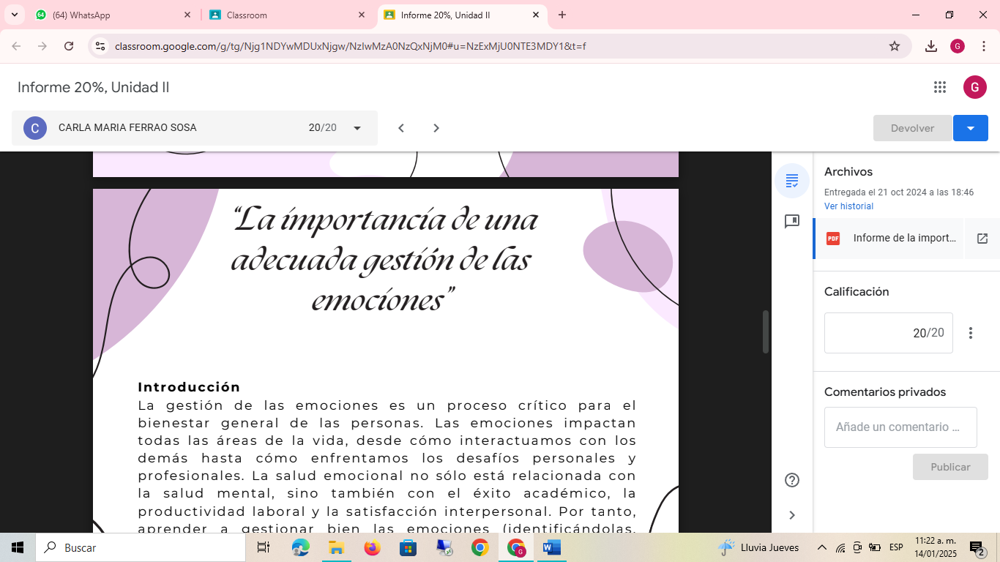 (64) WhatsApp
Classroom
Informe 20%, Unidad II
classroom.google.com/g/tg/Njg1NDYwMDUxNjgw/NzIwMzA0NzQxNjM0#u=NzExMjU0NTE3MDY1&t=f
G
Informe 20%, Unidad II
G
C CARLA MARIA FERRAO SOSA 20/20
Devolver
“La importancia de una
adecuada gestión de las
emociones”
Introducción
La gestión de las emociones es un proceso crítico para el
bienestar general de las personas. Las emociones impactan
todas las áreas de la vida, desde cómo interactuamos con los
demás hasta cómo enfrentamos los desafíos personales y
profesionales. La salud emocional no sólo está relacionada con
la salud mental, sino también con el éxito académico, la
productividad laboral y la satisfacción interpersonal. Por tanto,
aprender a gestionar bien las emociones (identificándolas,
Archivos
Entregada el 21 oct 2024 a las 18:46
Ver historial
PDF Informe de la import...
Calificación
20/20
Comentarios privados
Añade un comentario ...
Publicar
Buscar
Lluvia Jueves
ESP
11:22 a. m.
14/01/2025
2